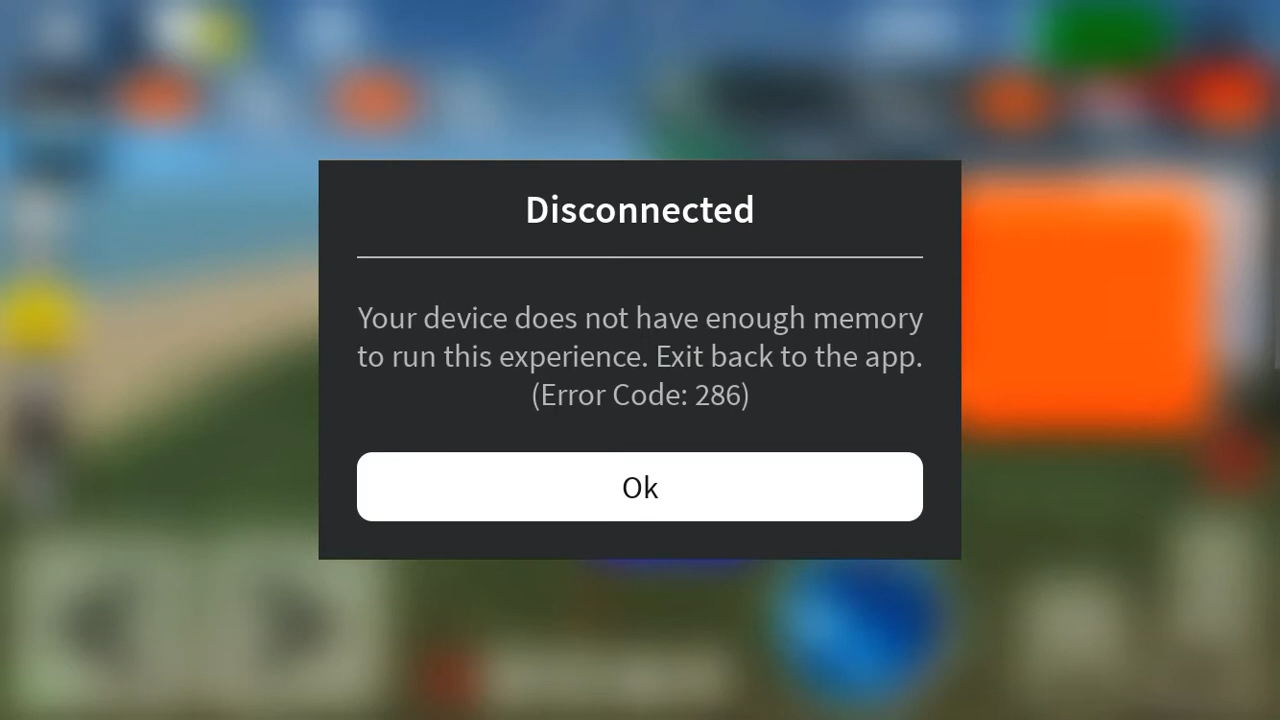 Disconnected
Your device does not have enough memory
to run this experience. Exit back to the app.
(Error Code: 286)
Ok